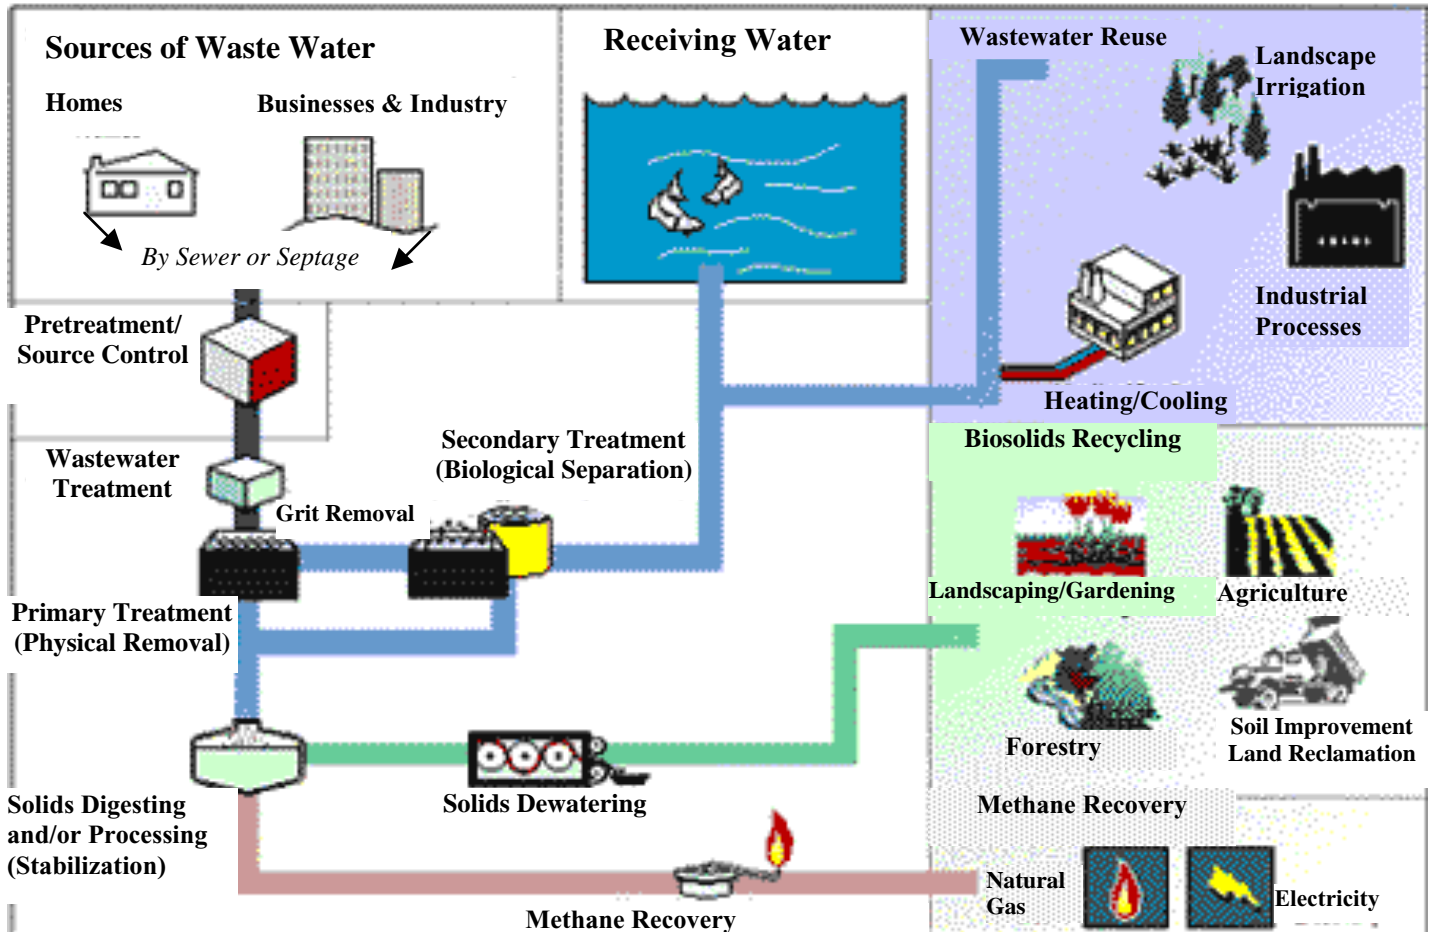 Sources of Waste Water
Homes
Businesses & Industry
By Sewer or Septage
Receiving Water
Wastewater Reuse
Landscape
Irrigation
Industrial
Processes
Heating/Cooling
Pretreatment/
Source Control
Wastewater
Treatment
Grit Removal
Secondary Treatment
(Biological Separation)
Primary Treatment
(Physical Removal)
Biosolids Recycling
Landscaping/Gardening
Agriculture
Forestry
Soil Improvement
Land Reclamation
Solids Dewatering
Solids Digesting
and/or Processing
(Stabilization)
Methane Recovery
Methane Recovery
Natural
Gas
Electricity